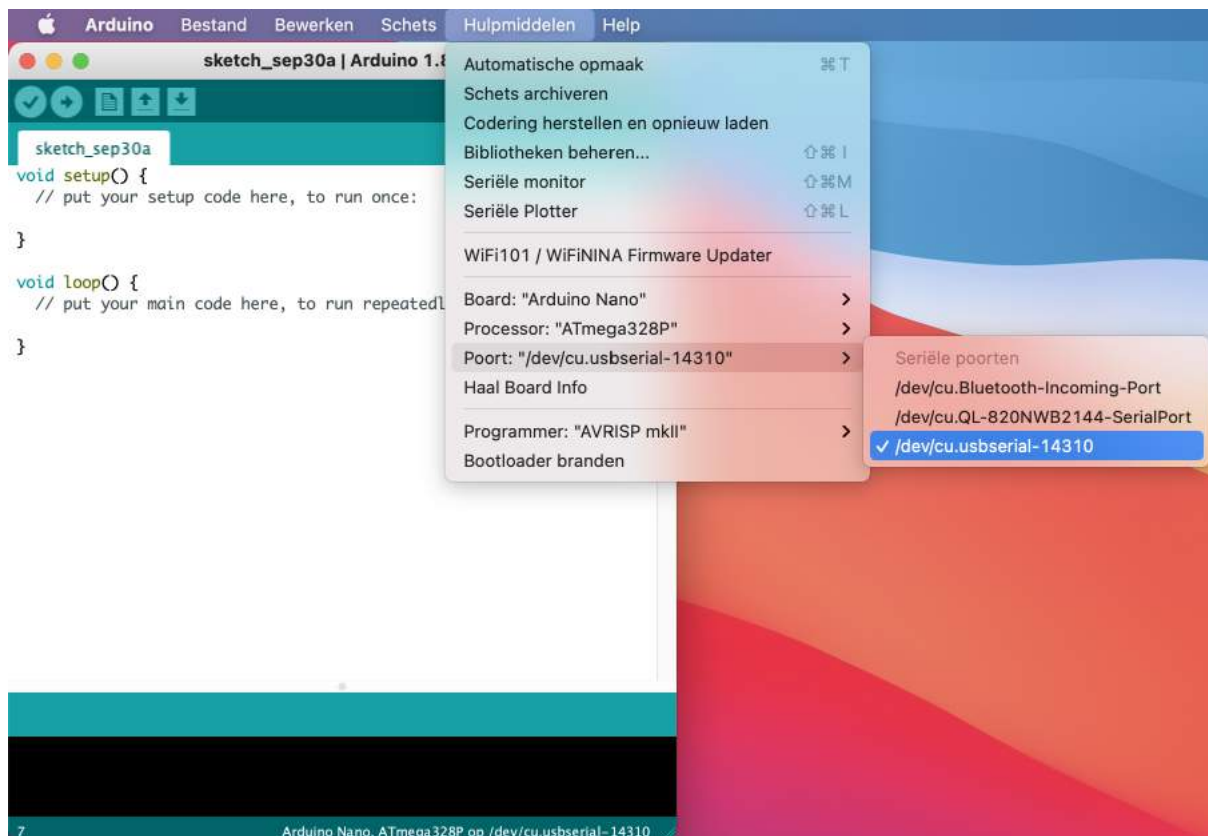 Arduino Bestand Bewerken Schets Hulpmiddelen Help
sketch_sep30a | Arduino 1.8
sketch_sep30a
void setup() {
// put your setup code here, to run once:
}
void loop() {
// put your main code here, to run repeatedl
}
Automatische opmaak ⌘ T
Schets archiveren
Codering herstellen en opnieuw laden
Bibliotheken beheren... ⇧⌘ I
Seriële monitor ⇧⌘M
Seriële Plotter ⇧⌘ L
WiFi101 / WiFiNINA Firmware Updater
Board: "Arduino Nano"
Processor: "ATmega328P"
Poort: "/dev/cu.usbserial-14310"
Haal Board Info
Programmer: "AVRISP mkII"
Bootloader branden
Seriële poorten
/dev/cu.Bluetooth-Incoming-Port
/dev/cu.QL-820NWB2144-SerialPort
✓ /dev/cu.usbserial-14310
7 Arduino Nano, ATmega328P op /dev/cu.usbserial-14310